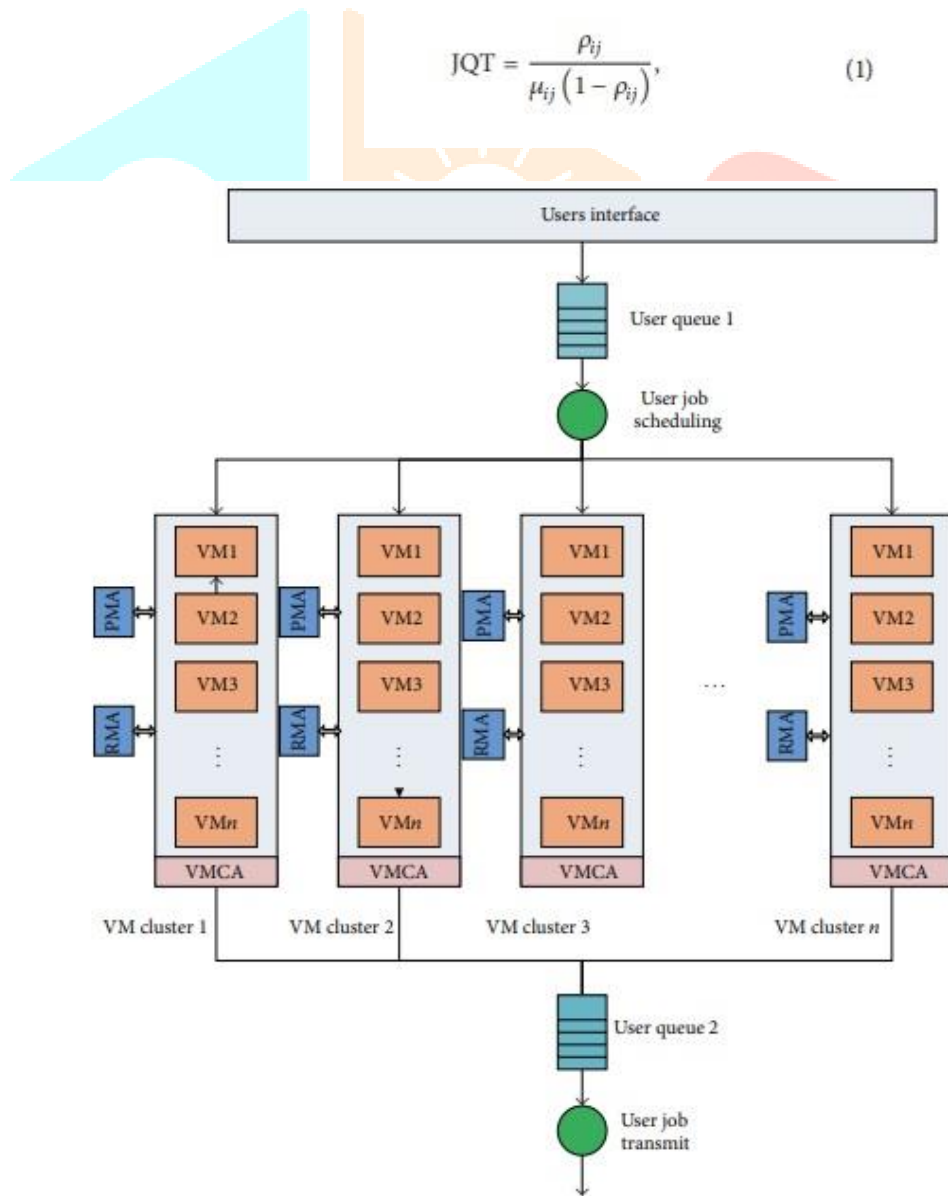 JQT = ρij / μij (1 − ρij), (1)
Users interface
User queue 1
User job
scheduling
VM1 VM1 VM1 VM1
PMA PMA PMA PMA
VM2 VM2 VM2 VM2
VM3 VM3 VM3 ... VM3
RMA RMA RMA RMA
⋮ ⋮ ⋮ ⋮
VMn VMn VMn VMn
VMCA VMCA VMCA VMCA
VM cluster 1 VM cluster 2 VM cluster 3 VM cluster n
User queue 2
User job
transmit